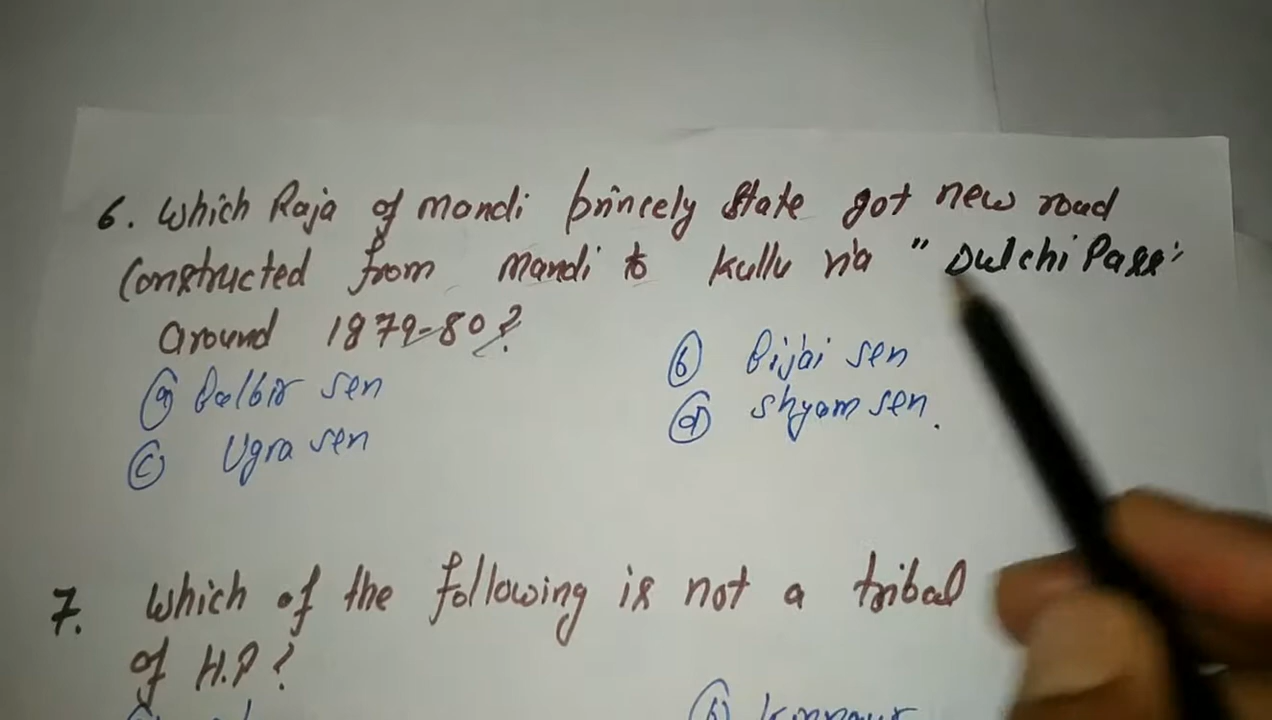 6. Which Raja of mandi princely state got new road
Constructed from mandi to kullu via "Dulchi Pass"
around 1879-80?
(a) Balbir sen (b) Bijai sen
(c) Ugra sen (d) shyam sen.
7. Which of the following is not a tribal
of H.P?
(b) Kinnaur